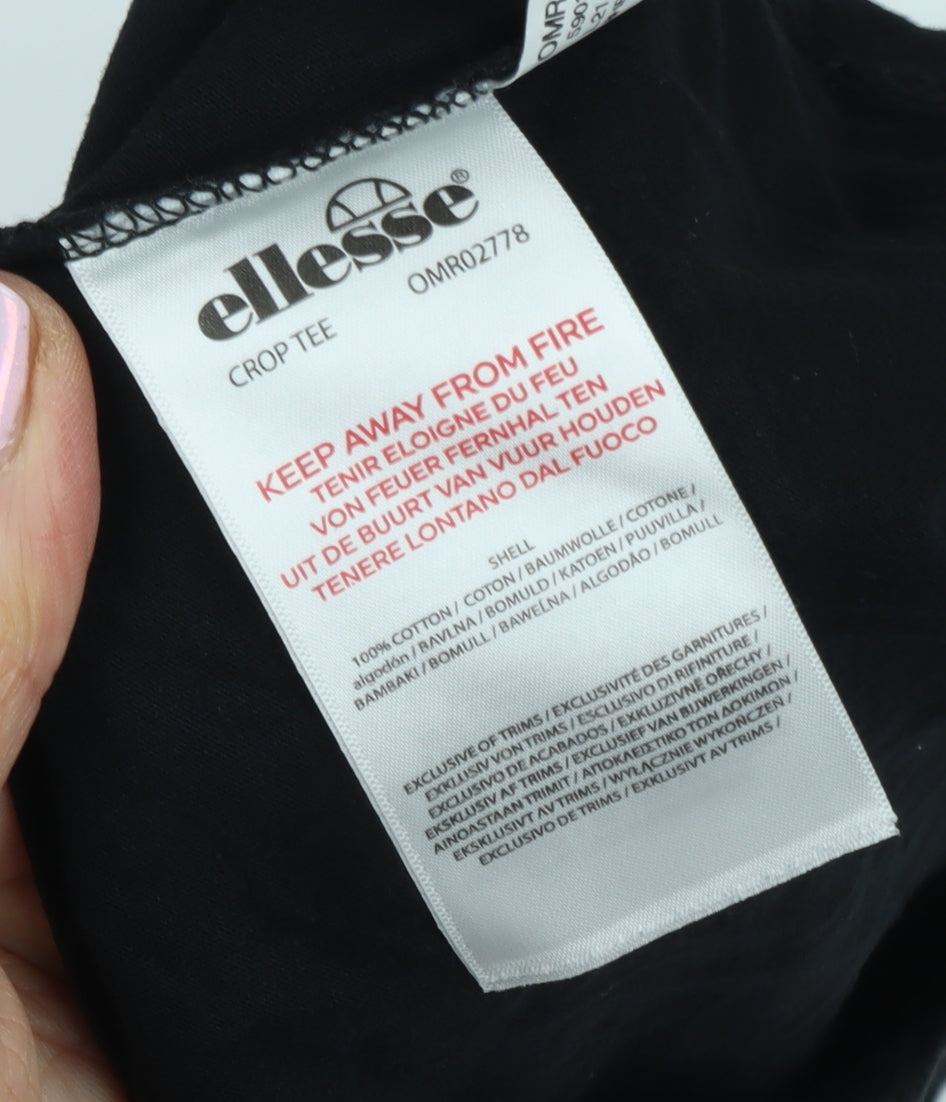 ellesse®
CROP TEE OMR02778
KEEP AWAY FROM FIRE
TENIR ELOIGNE DU FEU
VON FEUER FERNHAL TEN
UIT DE BUURT VAN VUUR HOUDEN
TENERE LONTANO DAL FUOCO
SHELL
100% COTTON / COTON / BAUMWOLLE / COTONE /
algodón / BAVLNA / BOMULD / KATOEN / PUUVILLA /
BAMBAKI / BOMULL / BAWEŁNA / ALGODÃO / BOMULL
EXCLUSIVE OF TRIMS / EXCLUSIVITÉ DES GARNITURES /
EXKLUSIV VON TRIMS / ESCLUSIVO DI RIFINITURE /
EXCLUSIVO DE ACABADOS / EXKLUZIVNÉ OŘECHY /
EKSKLUSIV AF TRIMS / EXCLUSIEF VAN BIJWERKINGEN /
AINOASTAAN TRIMIT / ΑΠΟΚΛΕΙΣΤΙΚΟ ΤΩΝ ΔΟΚΙΜΩΝ /
EKSKLUSIVT AV TRIMS / WYŁĄCZNIE WYKOŃCZEŃ /
EXCLUSIVO DE TRIMS / EXKLUSIVT AV TRIMS /
OMR
590